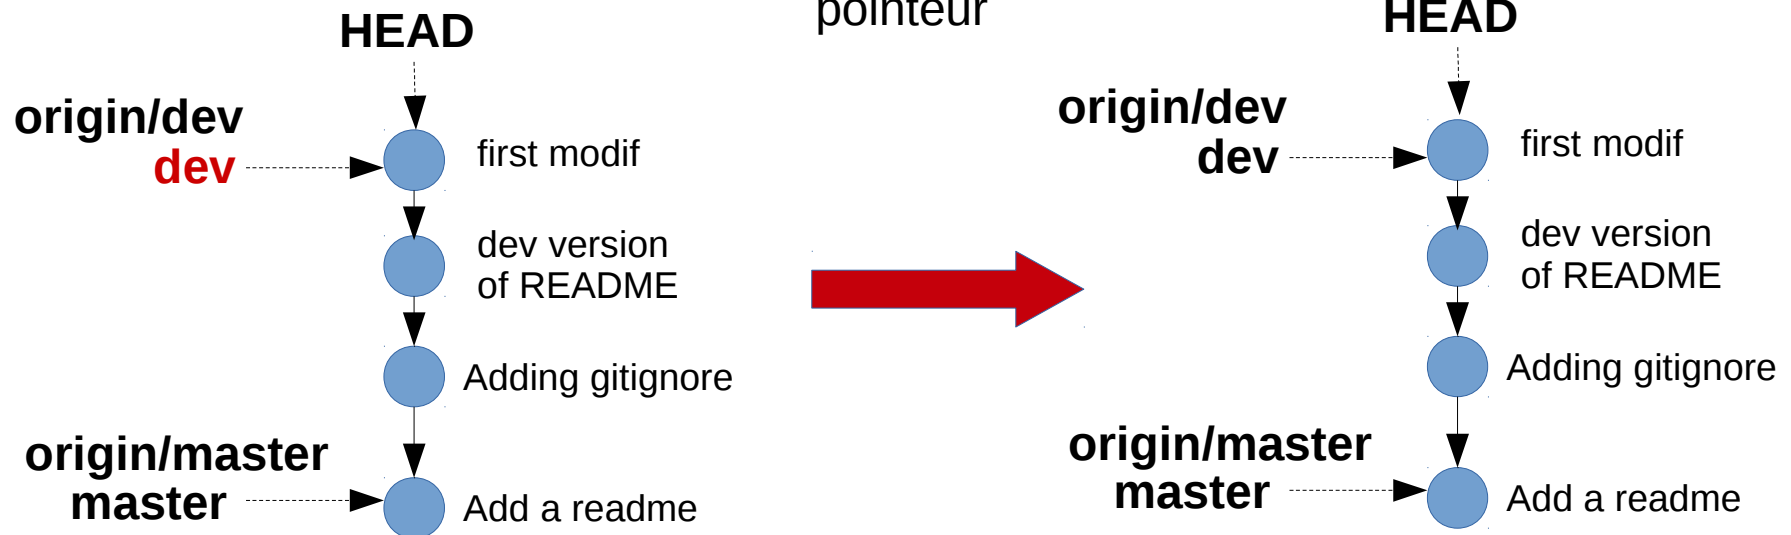 pointeur
HEAD
origin/dev
dev
first modif
dev version
of README
Adding gitignore
origin/master
master
Add a readme
HEAD
origin/dev
dev
first modif
dev version
of README
Adding gitignore
origin/master
master
Add a readme